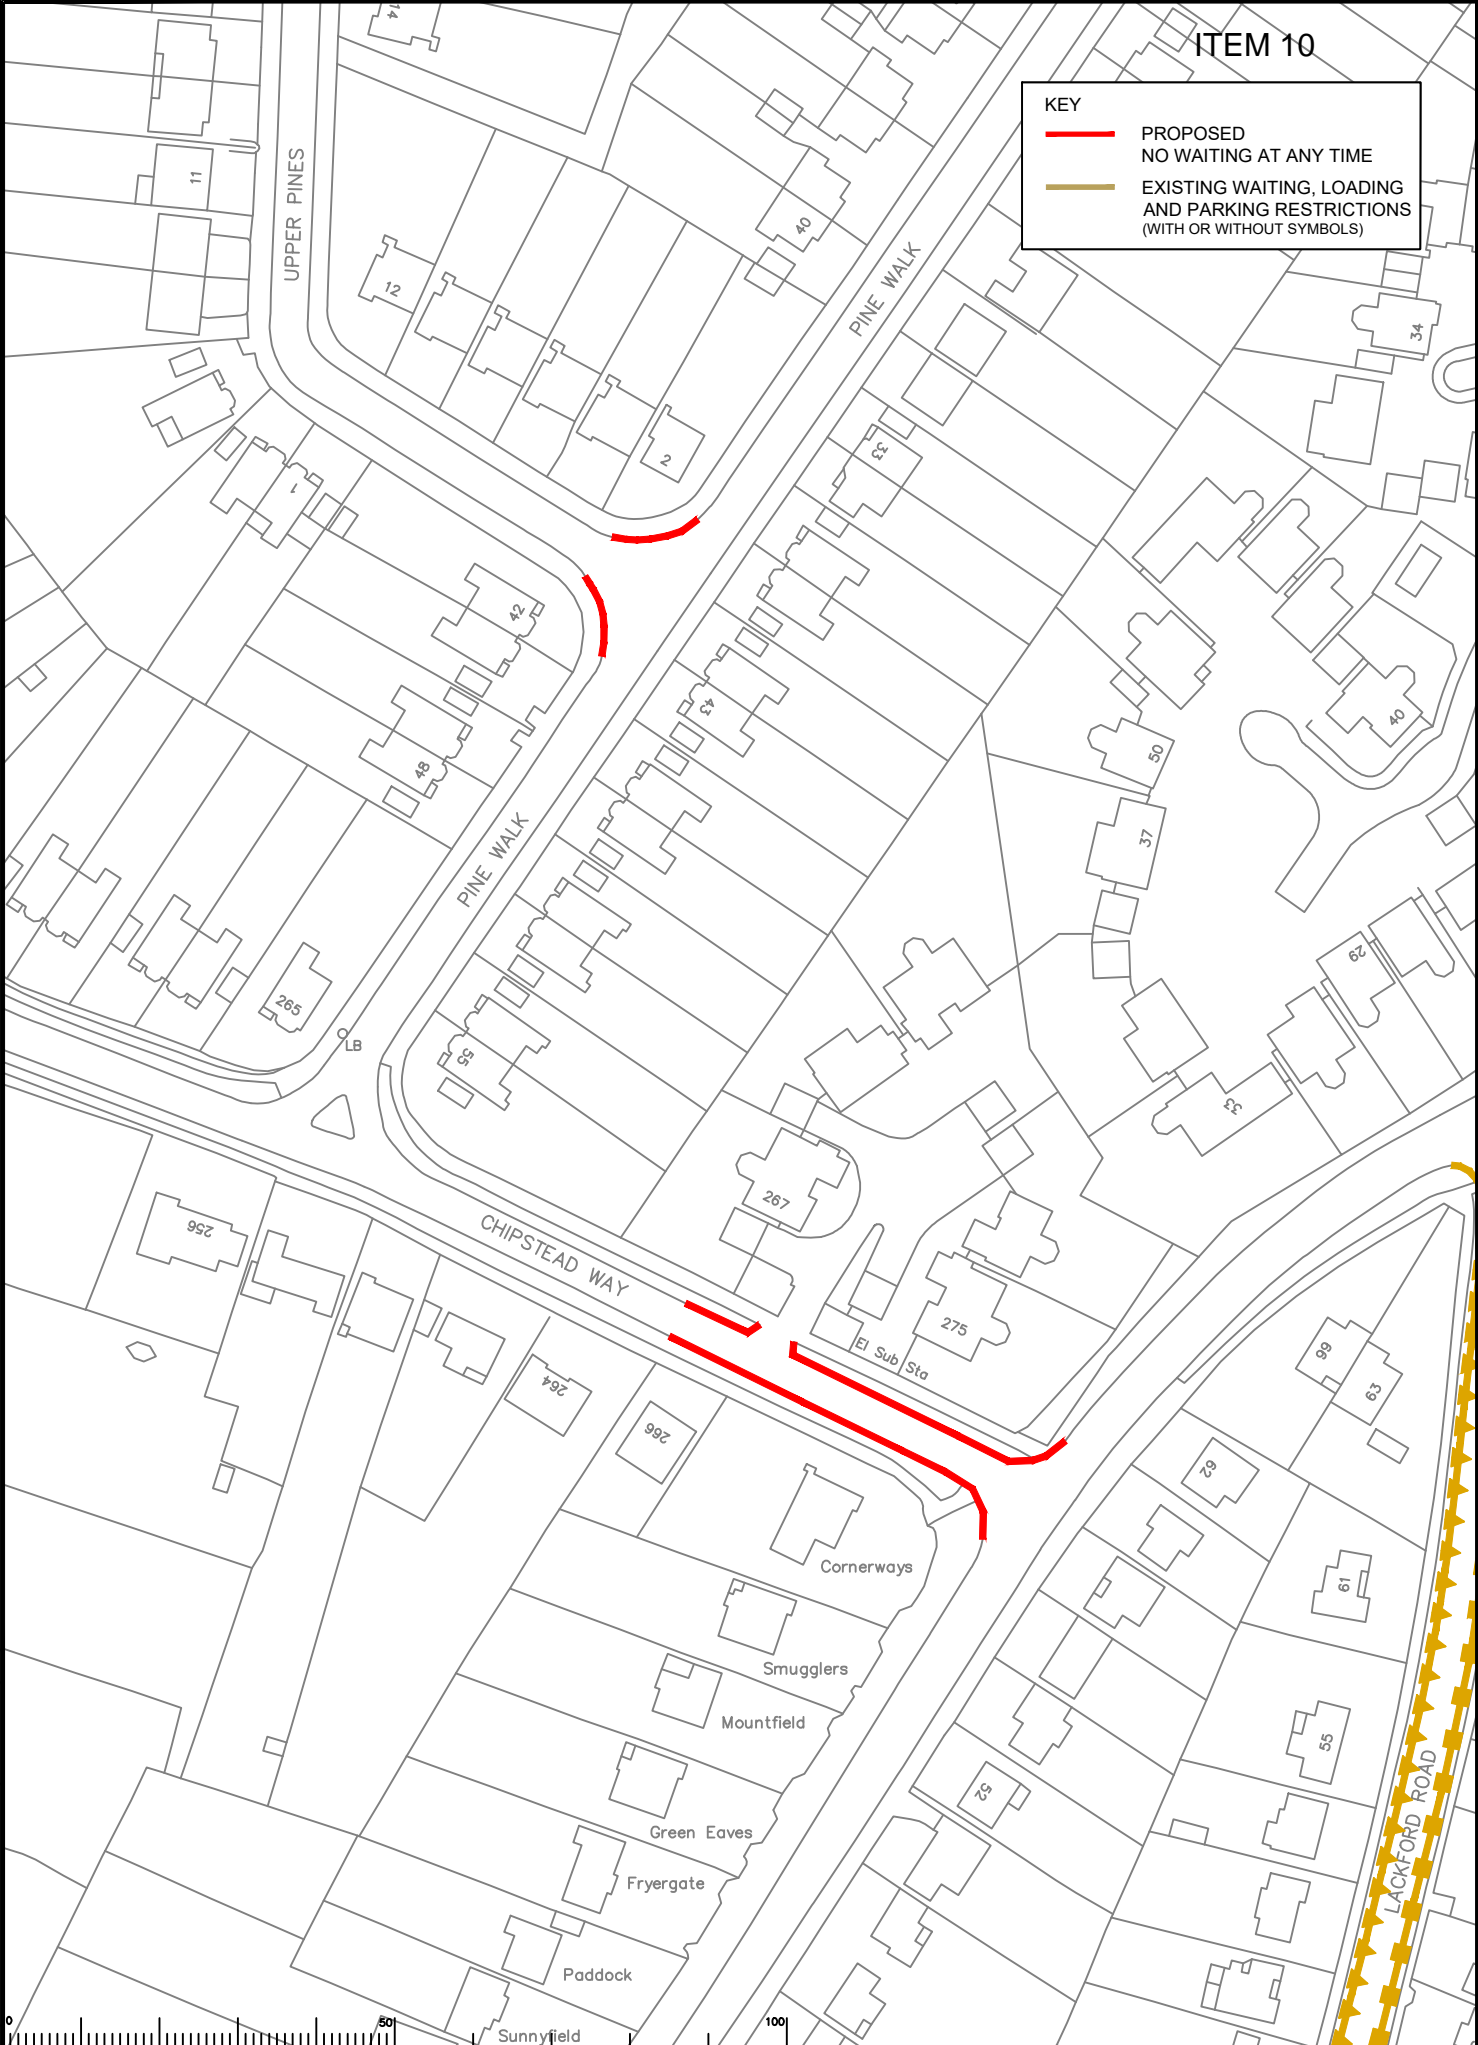 ITEM 10
KEY
PROPOSED
NO WAITING AT ANY TIME
EXISTING WAITING, LOADING
AND PARKING RESTRICTIONS
(WITH OR WITHOUT SYMBOLS)
14
11
UPPER PINES
12
40
PINE WALK
34
2
33
1
42
43
48
40
50
37
PINE WALK
265
LB
55
29
33
267
256
CHIPSTEAD WAY
275
El Sub Sta
264
266
66
63
62
Cornerways
61
Smugglers
Mountfield
55
52
Green Eaves
Fryergate
LACKFORD ROAD
Paddock
Sunnyfield
0
50
100